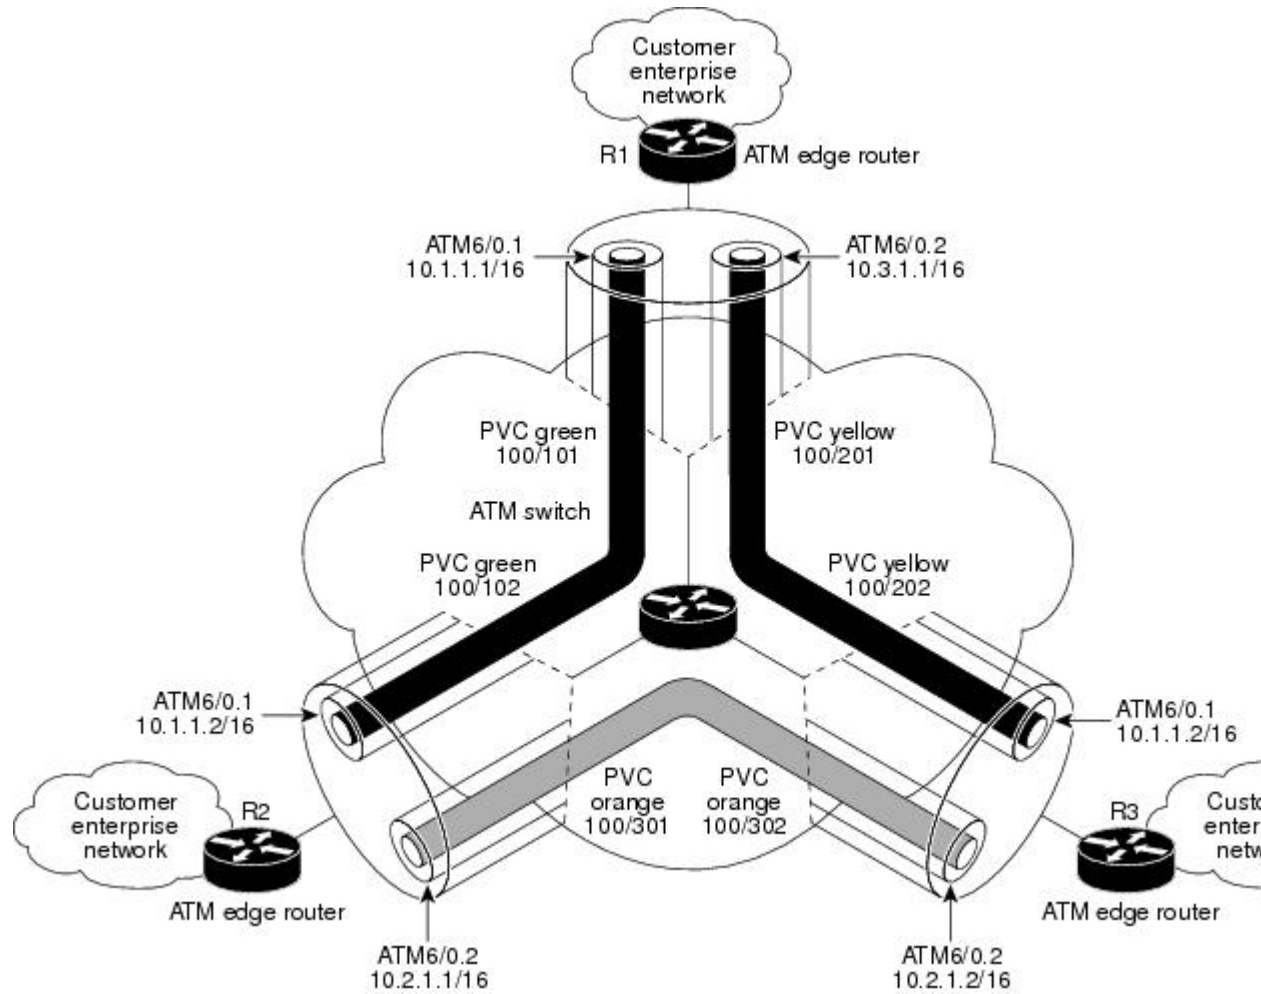 Customer
enterprise
network
R1
ATM edge router
ATM6/0.1
10.1.1.1/16
ATM6/0.2
10.3.1.1/16
PVC green
100/101
PVC yellow
100/201
ATM switch
PVC green
100/102
PVC yellow
100/202
ATM6/0.1
10.1.1.2/16
ATM6/0.1
10.1.1.2/16
PVC
orange
100/301
PVC
orange
100/302
Customer
enterprise
network
R2
ATM edge router
R3
Custo
enter
netw
ATM edge router
ATM6/0.2
10.2.1.1/16
ATM6/0.2
10.2.1.2/16